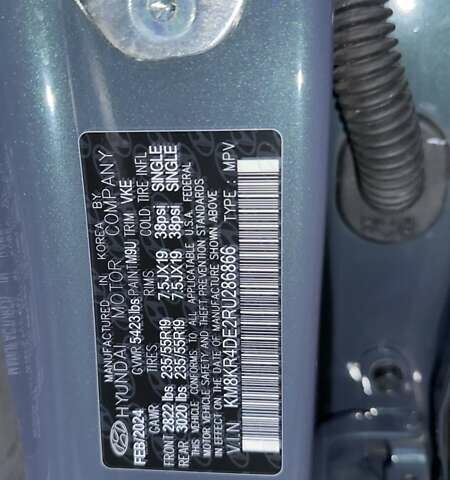 MANUFACTURED IN KOREA BY
HYUNDAI MOTOR COMPANY
FEB/2024 GVWR 5423lbs PAINT M9U TRIM VKE
GAWR TIRES RIMS COLD TIRE INFL
FRONT 2822 lbs 235/55R19 7.5JX19 38psi SINGLE
REAR 3020 lbs 235/55R19 7.5JX19 38psi SINGLE
THIS VEHICLE CONFORMS TO ALL APPLICABLE U.S.A. FEDERAL
MOTOR VEHICLE SAFETY AND THEFT PREVENTION STANDARDS
IN EFFECT ON THE DATE OF MANUFACTURE SHOWN ABOVE
V.I.N. : KM8KR4DE2RU286866 TYPE : MPV